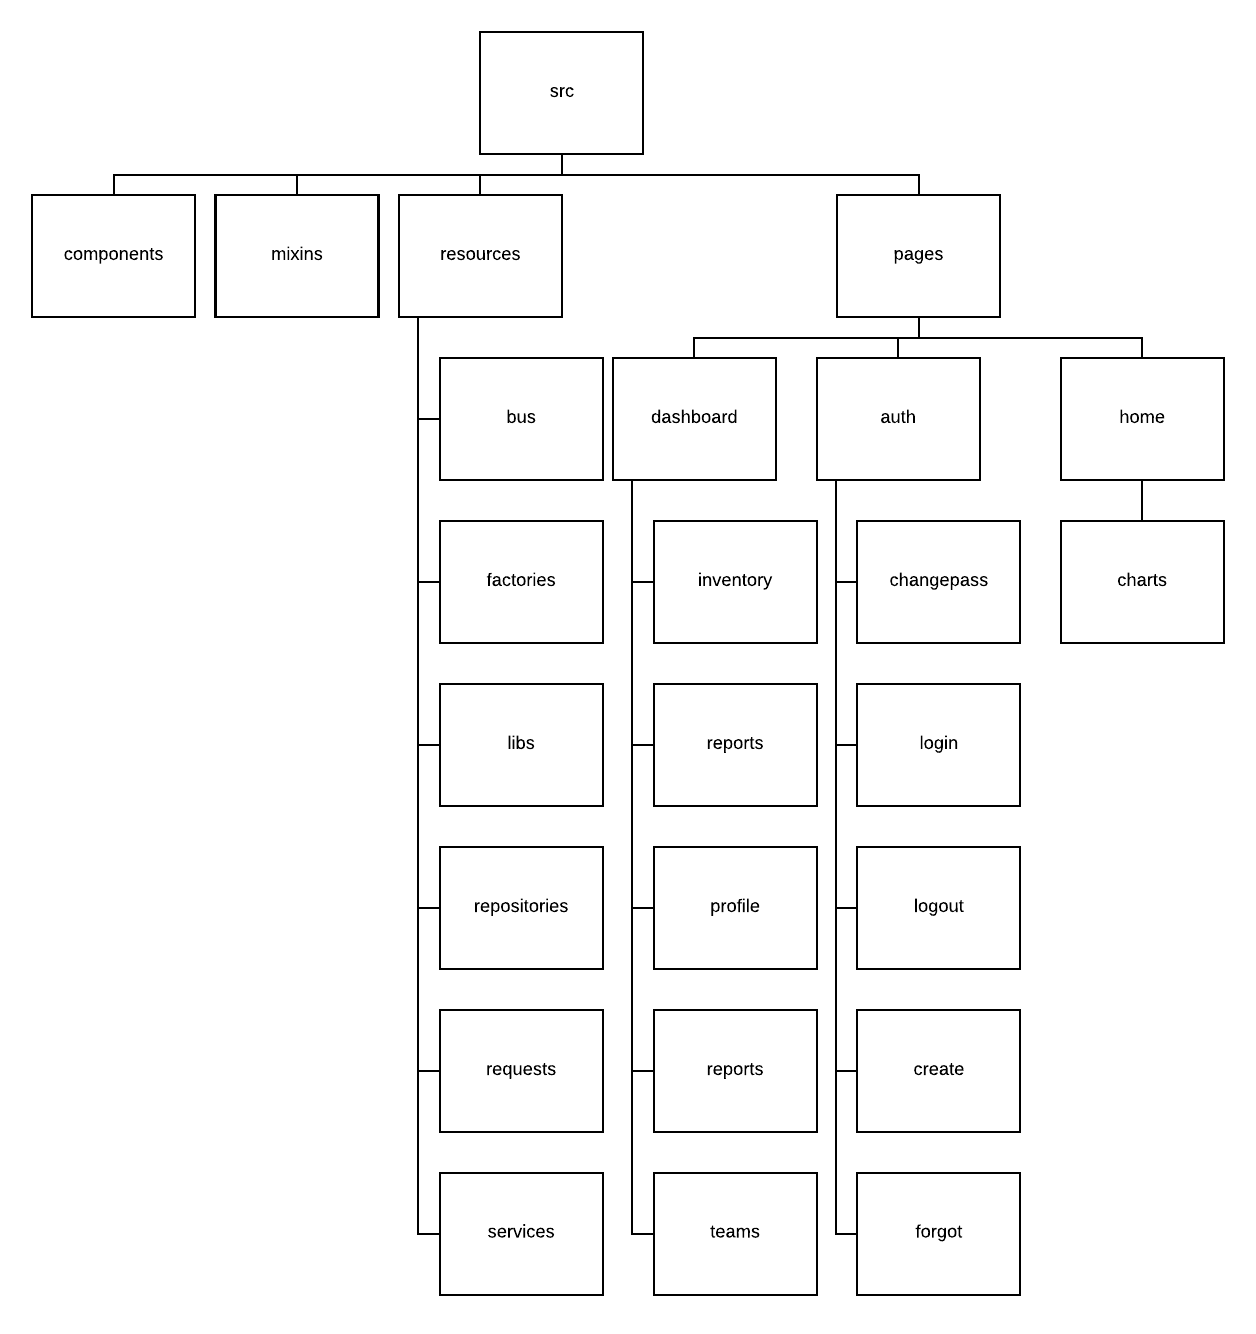 src
components
mixins
resources
pages
bus
dashboard
auth
home
factories
inventory
changepass
charts
libs
reports
login
repositories
profile
logout
requests
reports
create
services
teams
forgot